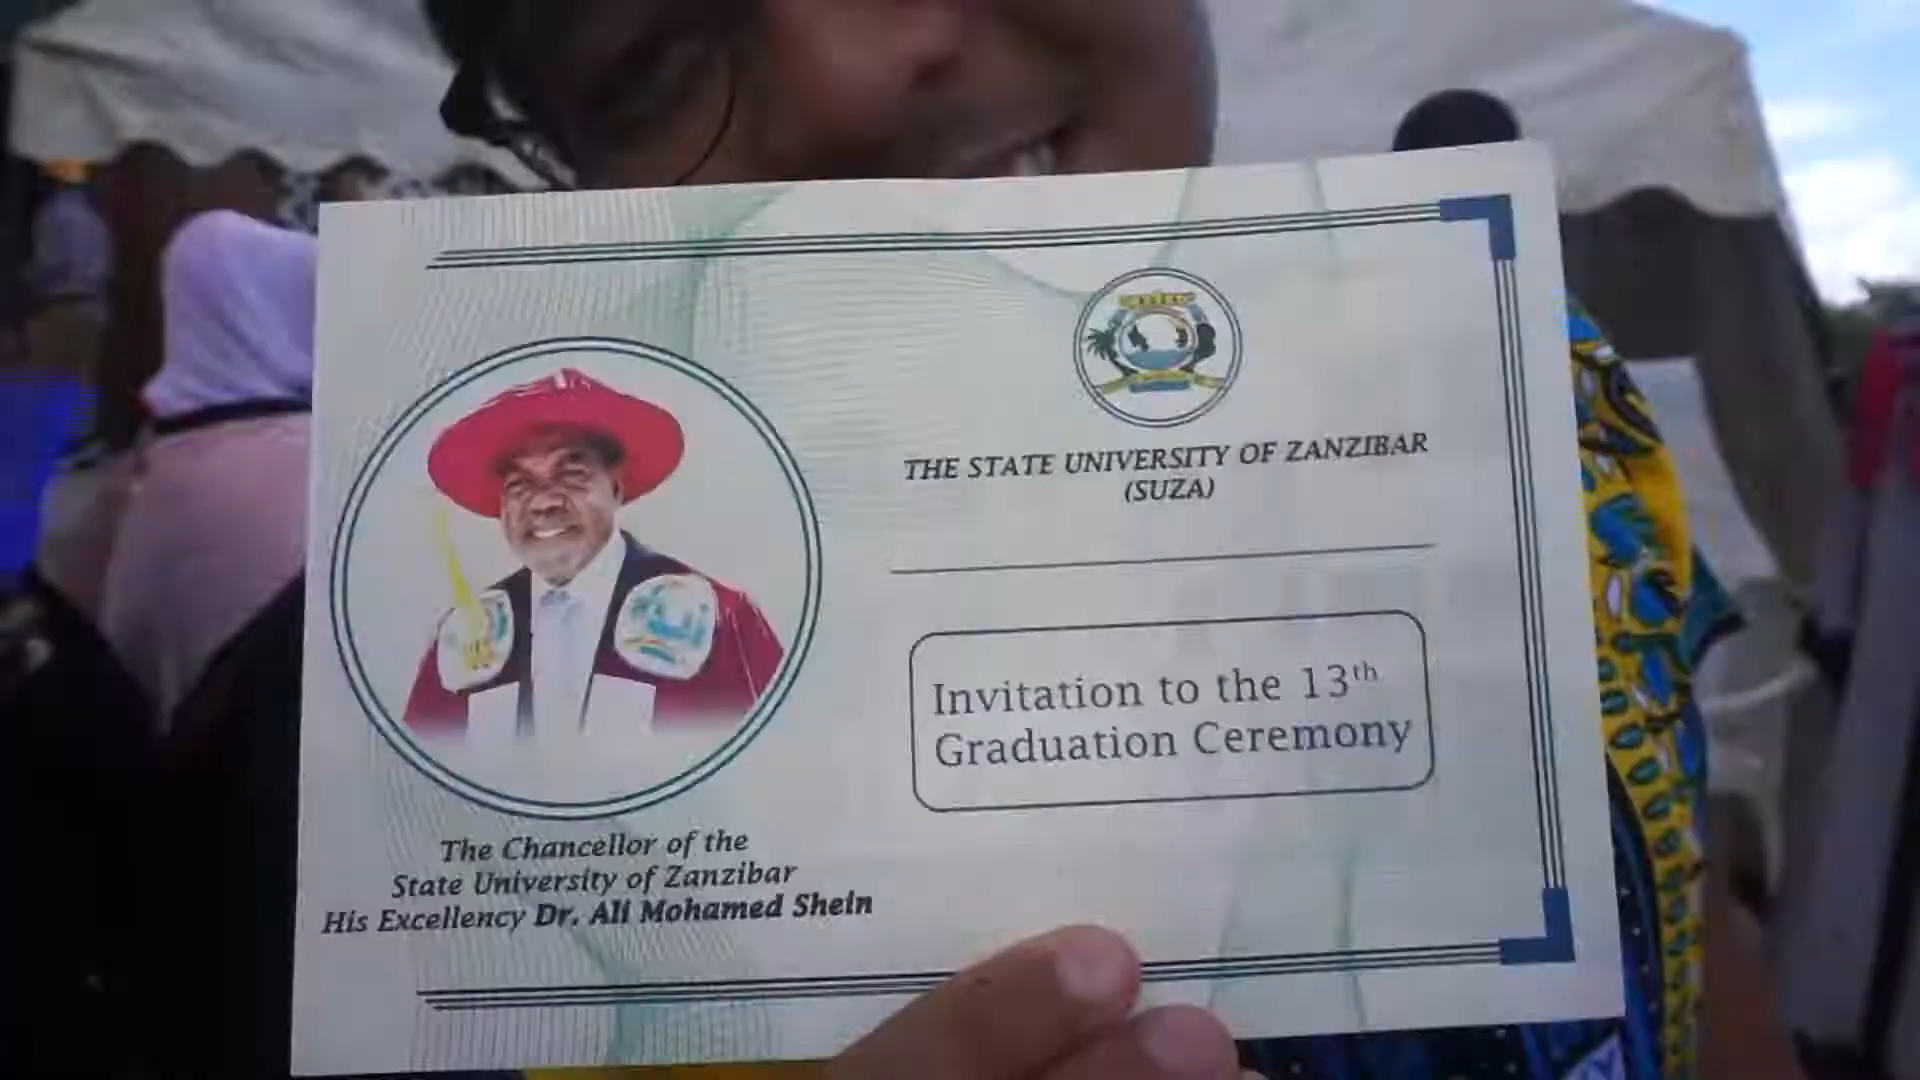 THE STATE UNIVERSITY OF ZANZIBAR
(SUZA)
Invitation to the 13th
Graduation Ceremony
The Chancellor of the
State University of Zanzibar
His Excellency Dr. Ali Mohamed Shein